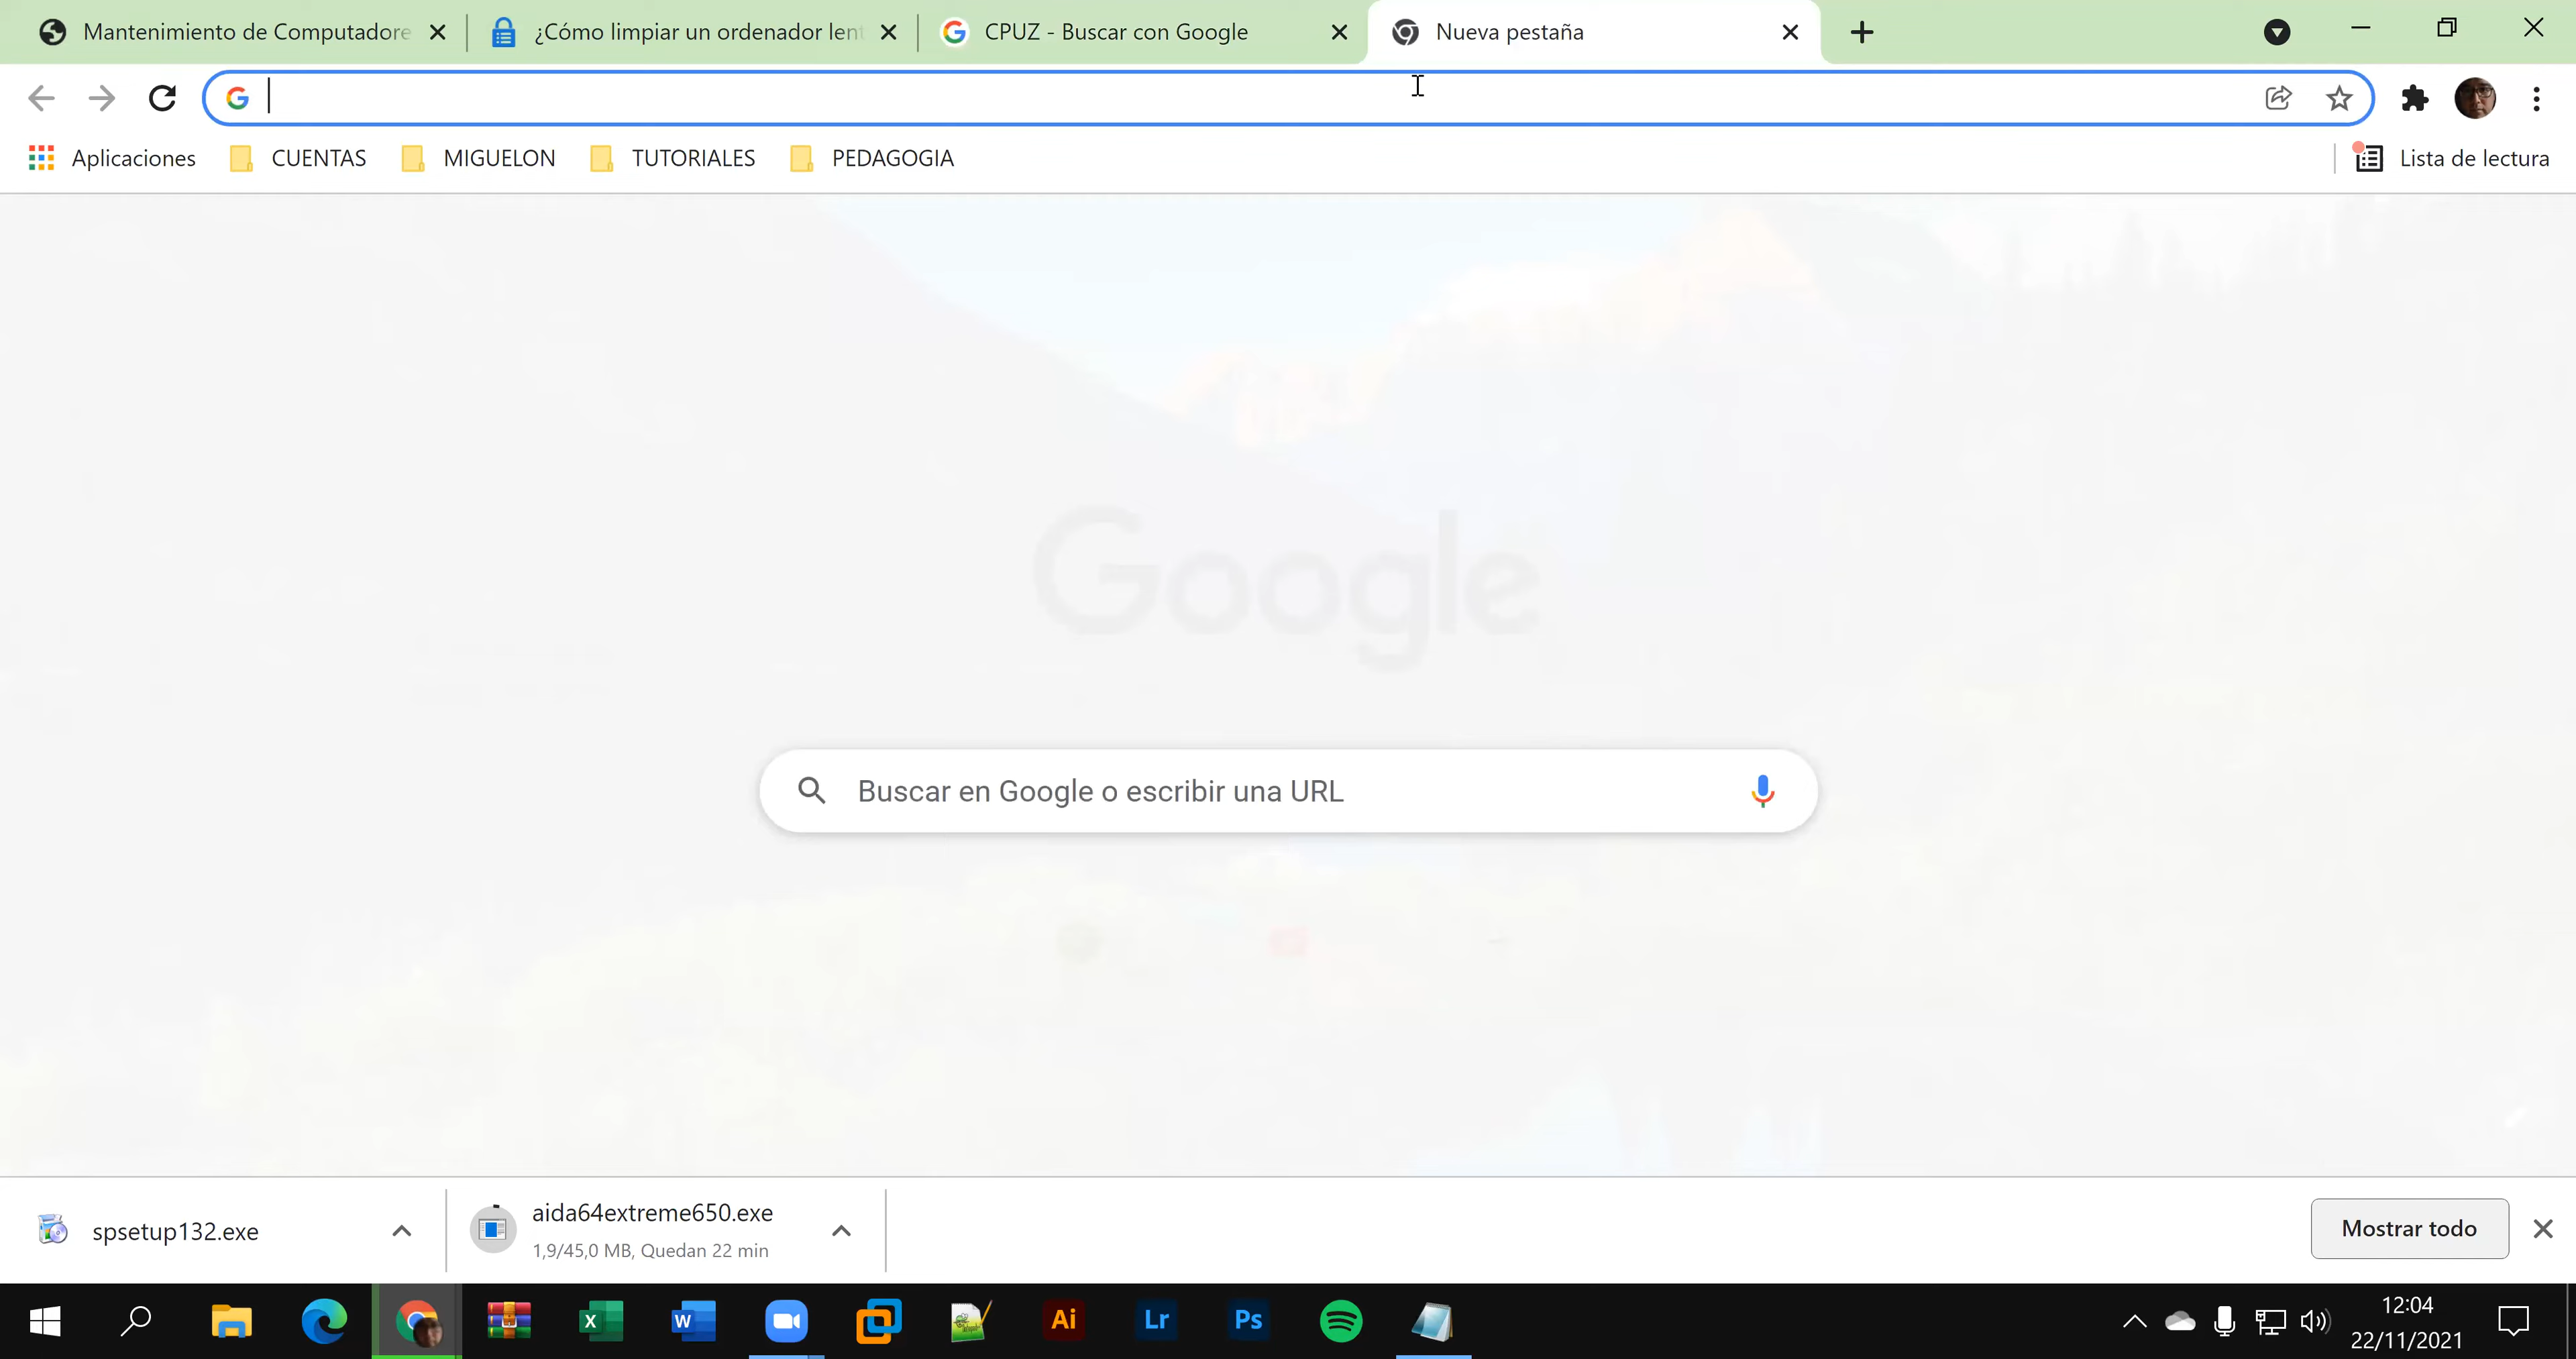 Mantenimiento de Computadore
¿Cómo limpiar un ordenador len
CPUZ - Buscar con Google
Nueva pestaña
Aplicaciones
CUENTAS
MIGUELON
TUTORIALES
PEDAGOGIA
Lista de lectura
Google
Buscar en Google o escribir una URL
spsetup132.exe
aida64extreme650.exe
1,9/45,0 MB, Quedan 22 min
Mostrar todo
Ai
Lr
Ps
12:04
22/11/2021